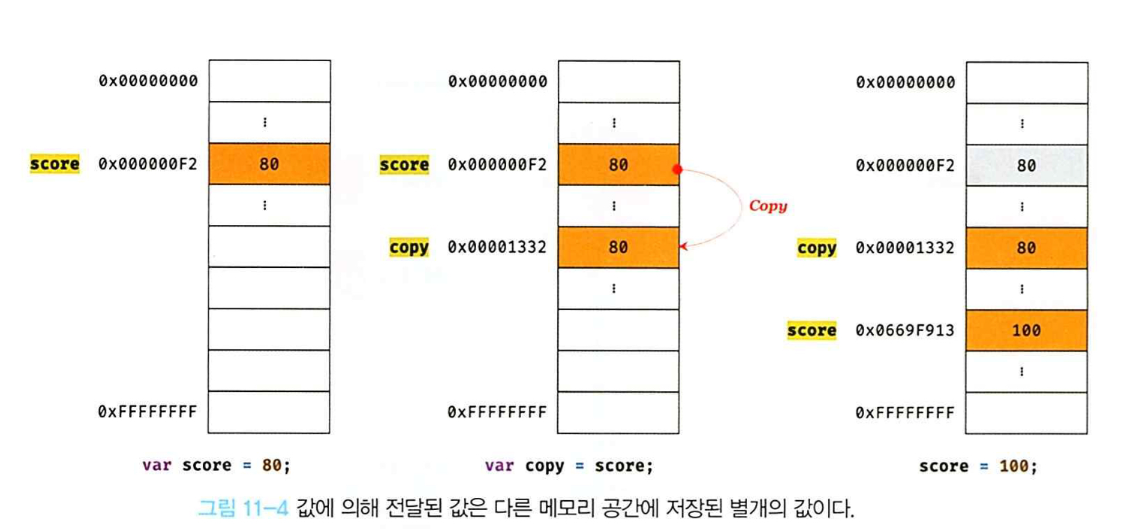 0x00000000
⋮
score 0x000000F2 80
⋮
0xFFFFFFFF
var score = 80;
0x00000000
⋮
score 0x000000F2 80
⋮
Copy
copy 0x00001332 80
⋮
0xFFFFFFFF
var copy = score;
0x00000000
⋮
0x000000F2 80
⋮
copy 0x00001332 80
⋮
score 0x0669F913 100
⋮
0xFFFFFFFF
score = 100;
그림 11-4 값에 의해 전달된 값은 다른 메모리 공간에 저장된 별개의 값이다.